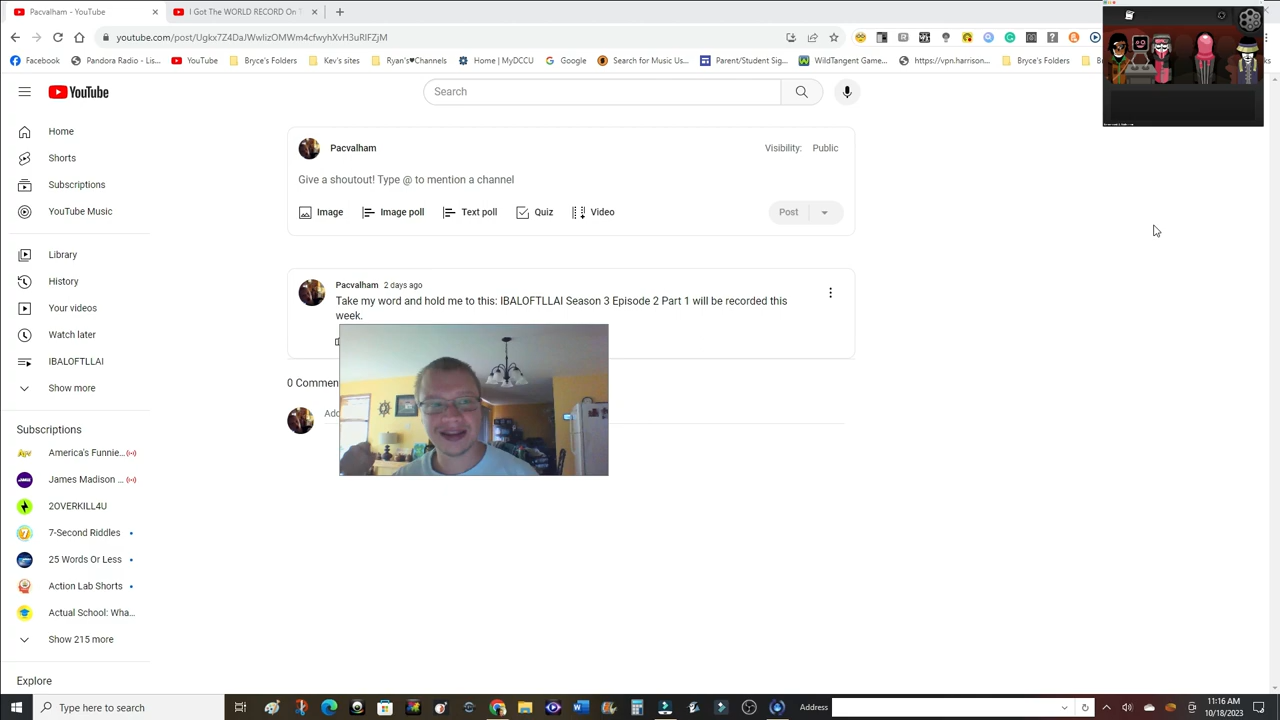 Pacvalham - YouTube
I Got The WORLD RECORD On T
youtube.com/post/Ugkx7Z4DaJWwlizOMWm4cfwyhXvH3uRIFZjM
Facebook
Pandora Radio - Lis...
YouTube
Bryce's Folders
Kev's sites
Ryan's♥Channels
Home | MyDCCU
Google
Search for Music Us...
Parent/Student Sig...
WildTangent Game...
https://vpn.harrison...
Bryce's Folders
Kev's
YouTube
Search
Home
Shorts
Subscriptions
YouTube Music
Library
History
Your videos
Watch later
IBALOFTLLAI
Show more
Subscriptions
America's Funnie...
James Madison ...
2OVERKILL4U
7-Second Riddles
25 Words Or Less
Action Lab Shorts
Actual School: Wha...
Show 215 more
Explore
Pacvalham
Visibility: Public
Give a shoutout! Type @ to mention a channel
Image
Image poll
Text poll
Quiz
Video
Post
Pacvalham 2 days ago
Take my word and hold me to this: IBALOFTLLAI Season 3 Episode 2 Part 1 will be recorded this
week.
0 Commen
Add
Type here to search
Address
11:16 AM
10/18/2023